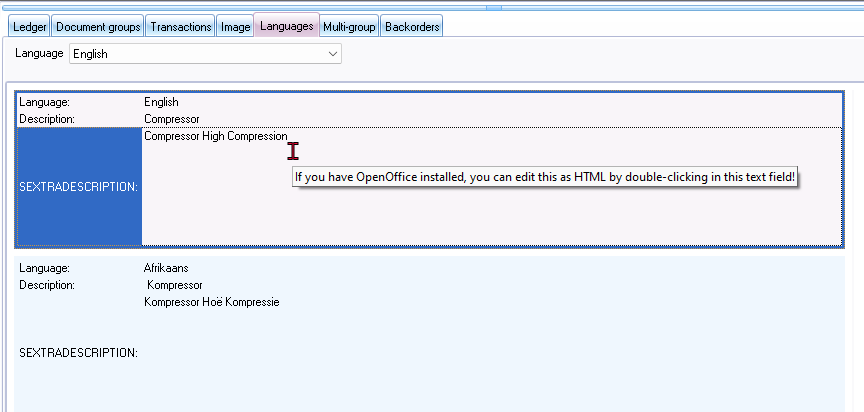 Ledger Document groups Transactions Image Languages Multi-group Backorders
Language English
Language: English
Description: Compressor
Compressor High Compression
If you have OpenOffice installed, you can edit this as HTML by double-clicking in this text field!
SEXTRADESCRIPTION:
Language: Afrikaans
Description: Kompressor
Kompressor Hoë Kompressie
SEXTRADESCRIPTION: